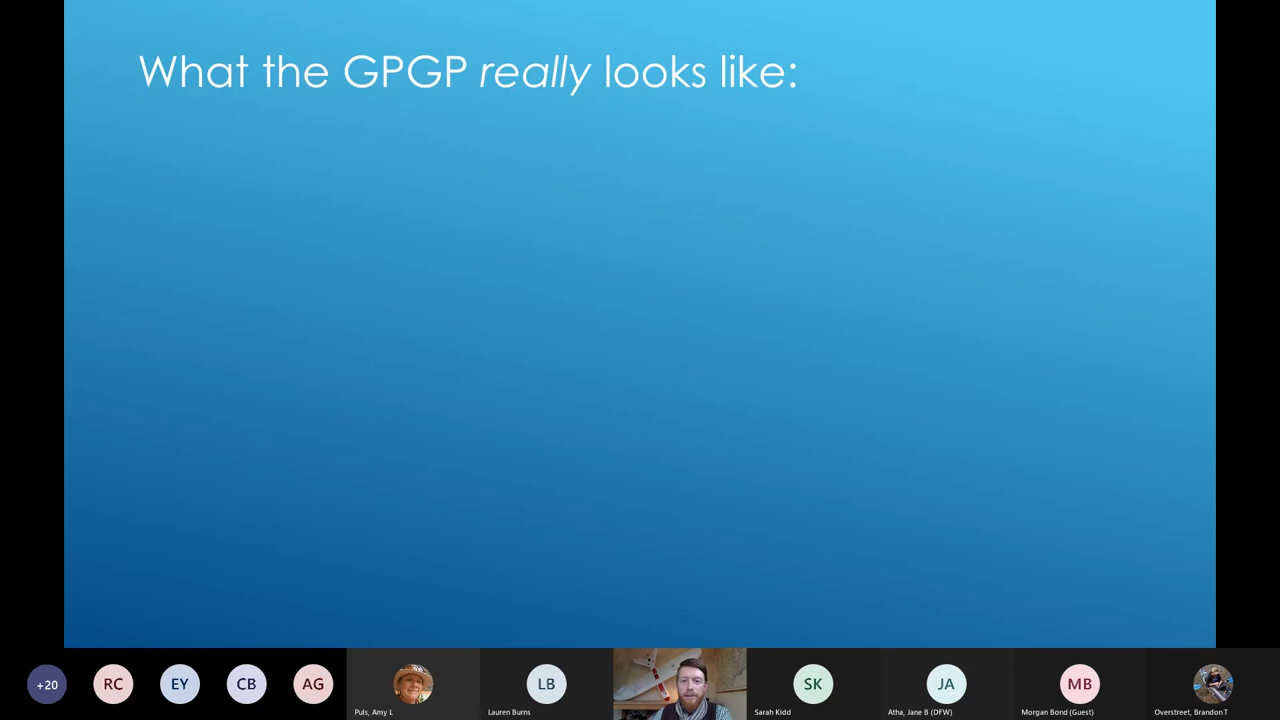 What the GPGP really looks like:
+20
RC
EY
CB
AG
LB
SK
JA
MB
Puls, Amy L
Lauren Burns
Sarah Kidd
Atha, Jane B (DFW)
Morgan Bond (Guest)
Overstreet, Brandon T